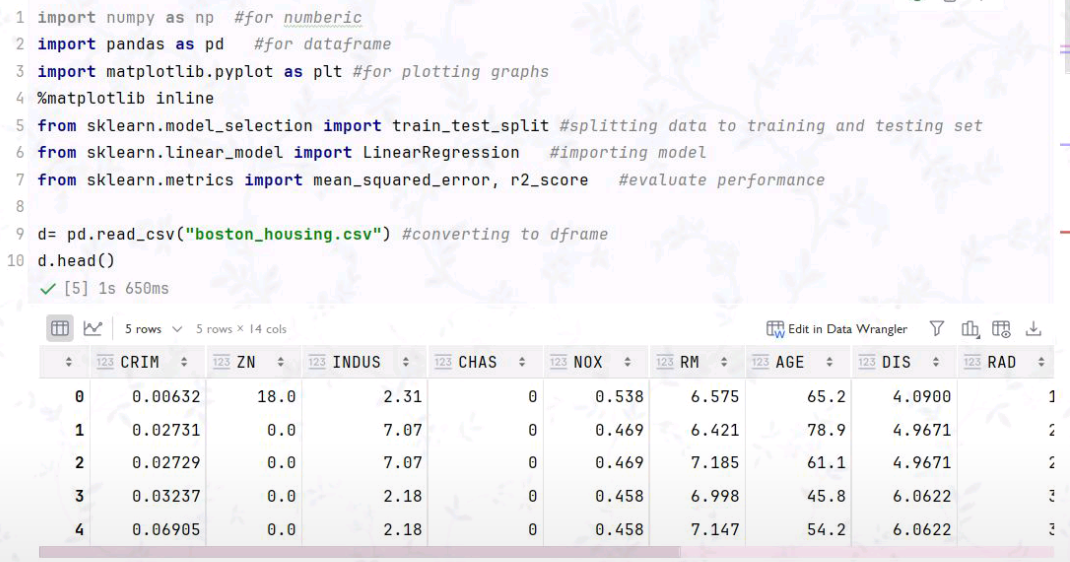 1 import numpy as np #for numberic
2 import pandas as pd #for dataframe
3 import matplotlib.pyplot as plt #for plotting graphs
4 %matplotlib inline
5 from sklearn.model_selection import train_test_split #splitting data to training and testing set
6 from sklearn.linear_model import LinearRegression #importing model
7 from sklearn.metrics import mean_squared_error, r2_score #evaluate performance
8
9 d= pd.read_csv("boston_housing.csv") #converting to dframe
10 d.head()
[5] 1s 650ms
5 rows 5 rows × 14 cols Edit in Data Wrangler
123 CRIM 123 ZN 123 INDUS 123 CHAS 123 NOX 123 RM 123 AGE 123 DIS 123 RAD
0 0.00632 18.0 2.31 0 0.538 6.575 65.2 4.0900 1
1 0.02731 0.0 7.07 0 0.469 6.421 78.9 4.9671 2
2 0.02729 0.0 7.07 0 0.469 7.185 61.1 4.9671 2
3 0.03237 0.0 2.18 0 0.458 6.998 45.8 6.0622 3
4 0.06905 0.0 2.18 0 0.458 7.147 54.2 6.0622 3